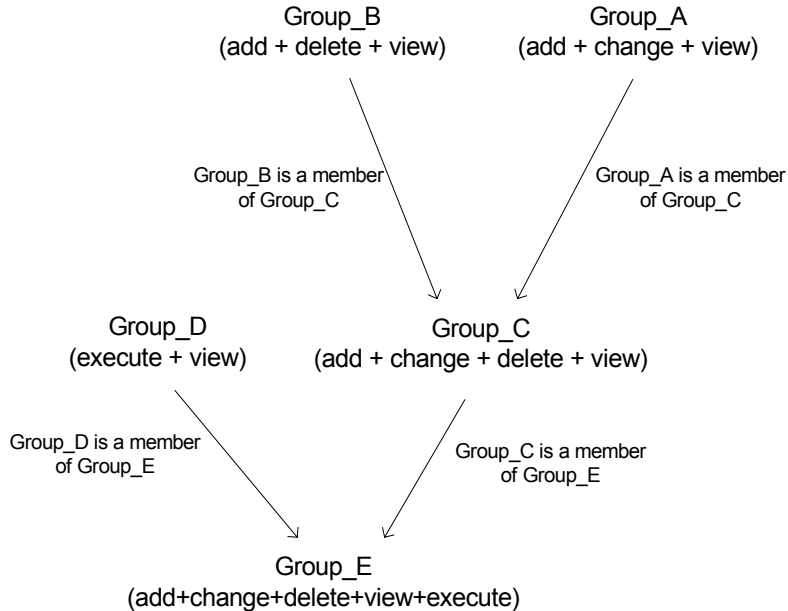 Group_B
(add + delete + view)
Group_A
(add + change + view)
Group_B is a member
of Group_C
Group_A is a member
of Group_C
Group_D
(execute + view)
Group_C
(add + change + delete + view)
Group_D is a member
of Group_E
Group_C is a member
of Group_E
Group_E
(add+change+delete+view+execute)